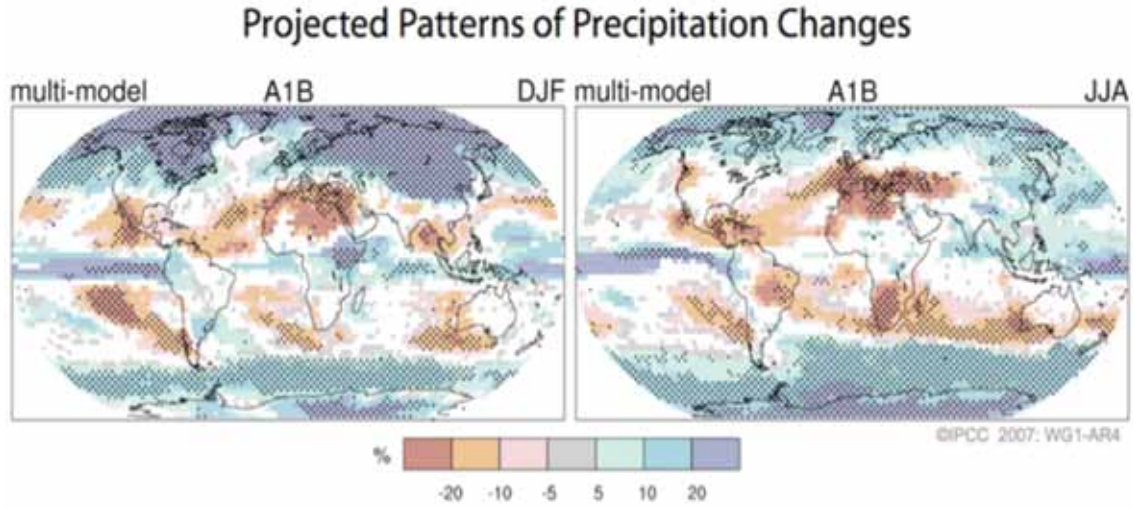 Projected Patterns of Precipitation Changes
multi-model A1B DJF multi-model A1B JJA
©IPCC 2007: WG1-AR4
%
-20 -10 -5 5 10 20